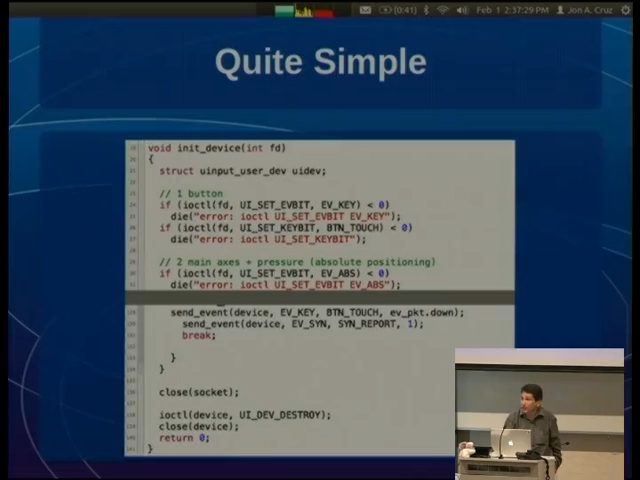 (0:41) Feb 1 2:37:29 PM Jon A. Cruz
Quite Simple
void init_device(int fd)
{
struct uinput_user_dev uidev;
// 1 button
if (ioctl(fd, UI_SET_EVBIT, EV_KEY) < 0)
die("error: ioctl UI_SET_EVBIT EV_KEY");
if (ioctl(fd, UI_SET_KEYBIT, BTN_TOUCH) < 0)
die("error: ioctl UI_SET_KEYBIT");
// 2 main axes + pressure (absolute positioning)
if (ioctl(fd, UI_SET_EVBIT, EV_ABS) < 0)
die("error: ioctl UI_SET_EVBIT EV_ABS");
send_event(device, EV_KEY, BTN_TOUCH, ev_pkt.down);
send_event(device, EV_SYN, SYN_REPORT, 1);
break;
}
}
close(socket);
ioctl(device, UI_DEV_DESTROY);
close(device);
return 0;
}